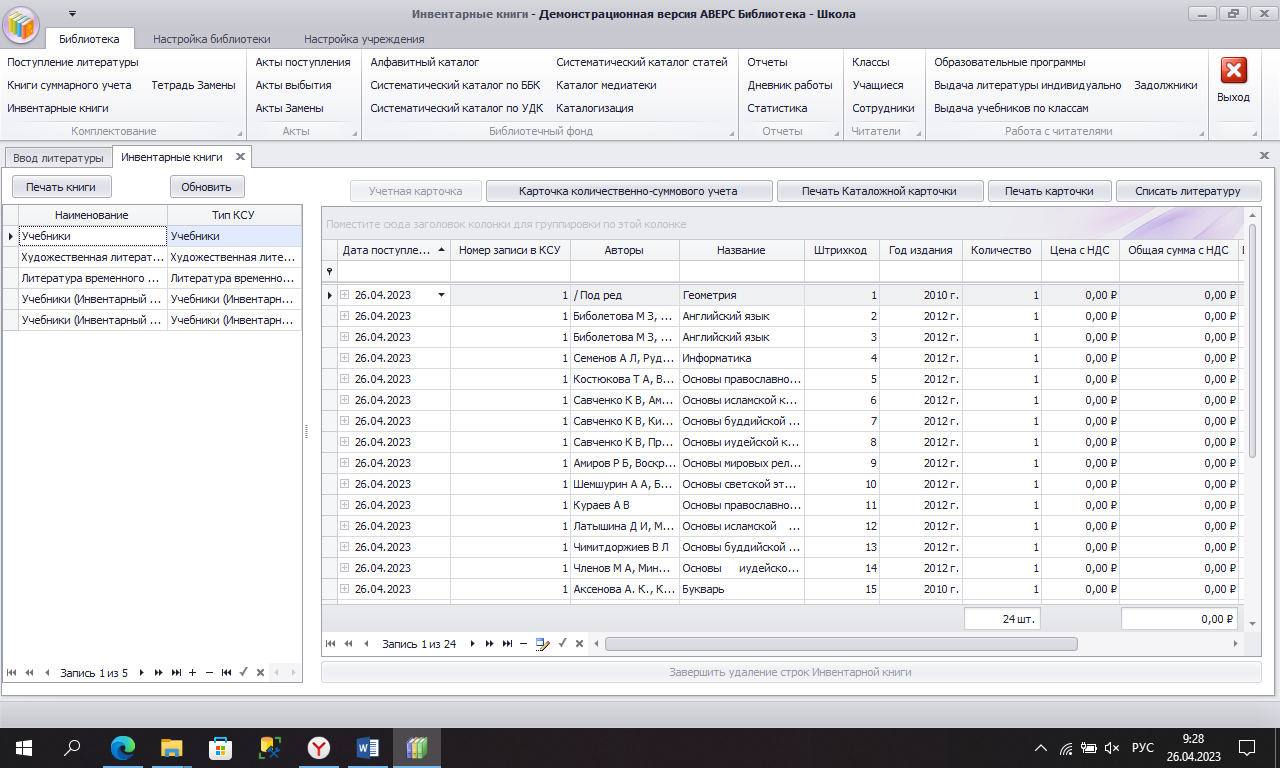 Инвентарные книги - Демонстрационная версия АВЕРС Библиотека - Школа
Библиотека Настройка библиотеки Настройка учреждения
Поступление литературы
Книги суммарного учета Тетрадь Замены
Инвентарные книги
Комплектование
Акты поступления
Акты выбытия
Акты Замены
Акты
Алфавитный каталог Систематический каталог статей
Систематический каталог по ББК Каталог медиатеки
Систематический каталог по УДК Каталогизация
Библиотечный фонд
Отчеты
Дневник работы
Статистика
Отчеты
Классы
Учащиеся
Сотрудники
Читатели
Образовательные программы
Выдача литературы индивидуально Задолжники
Выдача учебников по классам
Работа с читателями
Выход
Ввод литературы Инвентарные книги
Печать книги Обновить
Наименование Тип КСУ
Учебники Учебники
Художественная литерат... Художественная лите...
Литература временного ... Литература временно...
Учебники (Инвентарный ... Учебники (Инвентарн...
Учебники (Инвентарный ... Учебники (Инвентарн...
Запись 1 из 5
Учетная карточка Карточка количественно-суммового учета Печать Каталожной карточки Печать карточки Списать литературу
Поместите сюда заголовок колонки для группировки по этой колонке
Дата поступле... Номер записи в КСУ Авторы Название Штрихкод Год издания Количество Цена с НДС Общая сумма с НДС
26.04.2023 1 / Под ред Геометрия 1 2010 г. 1 0,00 ₽ 0,00 ₽
26.04.2023 1 Биболетова М З, ... Английский язык 2 2012 г. 1 0,00 ₽ 0,00 ₽
26.04.2023 1 Биболетова М З, ... Английский язык 3 2012 г. 1 0,00 ₽ 0,00 ₽
26.04.2023 1 Семенов А Л, Руд... Информатика 4 2012 г. 1 0,00 ₽ 0,00 ₽
26.04.2023 1 Костюкова Т А, В... Основы православно... 5 2012 г. 1 0,00 ₽ 0,00 ₽
26.04.2023 1 Савченко К В, Ам... Основы исламской к... 6 2012 г. 1 0,00 ₽ 0,00 ₽
26.04.2023 1 Савченко К В, Ки... Основы буддийской ... 7 2012 г. 1 0,00 ₽ 0,00 ₽
26.04.2023 1 Савченко К В, Пр... Основы иудейской к... 8 2012 г. 1 0,00 ₽ 0,00 ₽
26.04.2023 1 Амиров Р Б, Воскр... Основы мировых рел... 9 2012 г. 1 0,00 ₽ 0,00 ₽
26.04.2023 1 Шемшурин А А, Б... Основы светской эт... 10 2012 г. 1 0,00 ₽ 0,00 ₽
26.04.2023 1 Кураев А В Основы православно... 11 2012 г. 1 0,00 ₽ 0,00 ₽
26.04.2023 1 Латышина Д И, М... Основы исламской ... 12 2012 г. 1 0,00 ₽ 0,00 ₽
26.04.2023 1 Чимитдоржиев В Л Основы буддийской ... 13 2012 г. 1 0,00 ₽ 0,00 ₽
26.04.2023 1 Членов М А, Мин... Основы иудейско... 14 2012 г. 1 0,00 ₽ 0,00 ₽
26.04.2023 1 Аксенова А. К., К... Букварь 15 2010 г. 1 0,00 ₽ 0,00 ₽
24 шт. 0,00 ₽
Запись 1 из 24
Завершить удаление строк Инвентарной книги
РУС
9:28
26.04.2023